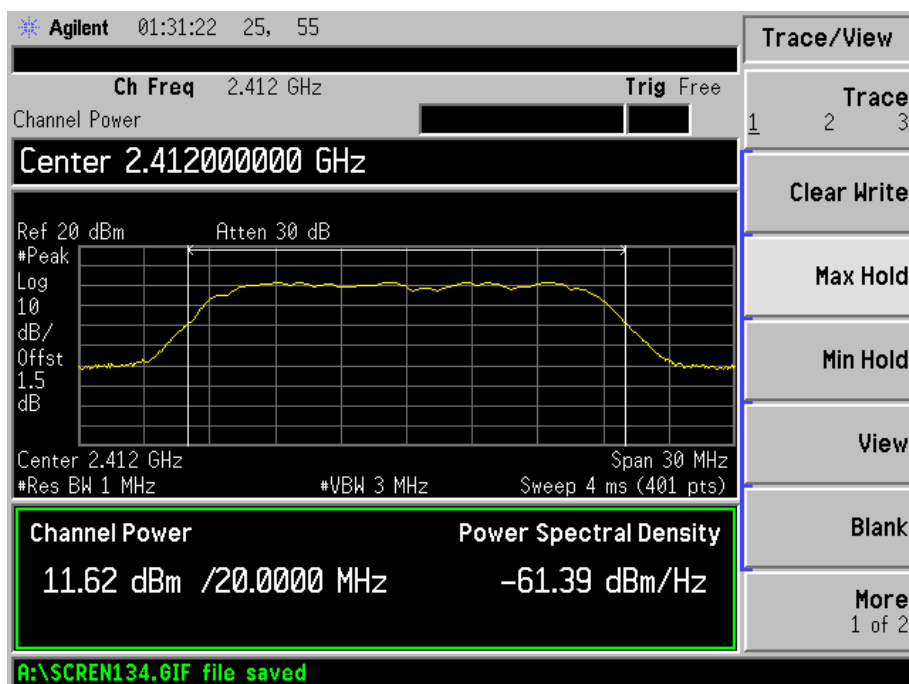 Agilent 01:31:22 25, 55
Trace/View
Ch Freq 2.412 GHz Trig Free
Channel Power
Trace
1 2 3
Center 2.412000000 GHz
Clear Write
Ref 20 dBm Atten 30 dB
#Peak
Log
10
dB/
Offst
1.5
dB
Max Hold
Min Hold
View
Center 2.412 GHz Span 30 MHz
#Res BW 1 MHz #VBW 3 MHz Sweep 4 ms (401 pts)
Channel Power Power Spectral Density
11.62 dBm /20.0000 MHz -61.39 dBm/Hz
Blank
More
1 of 2
A:\SCREN134.GIF file saved